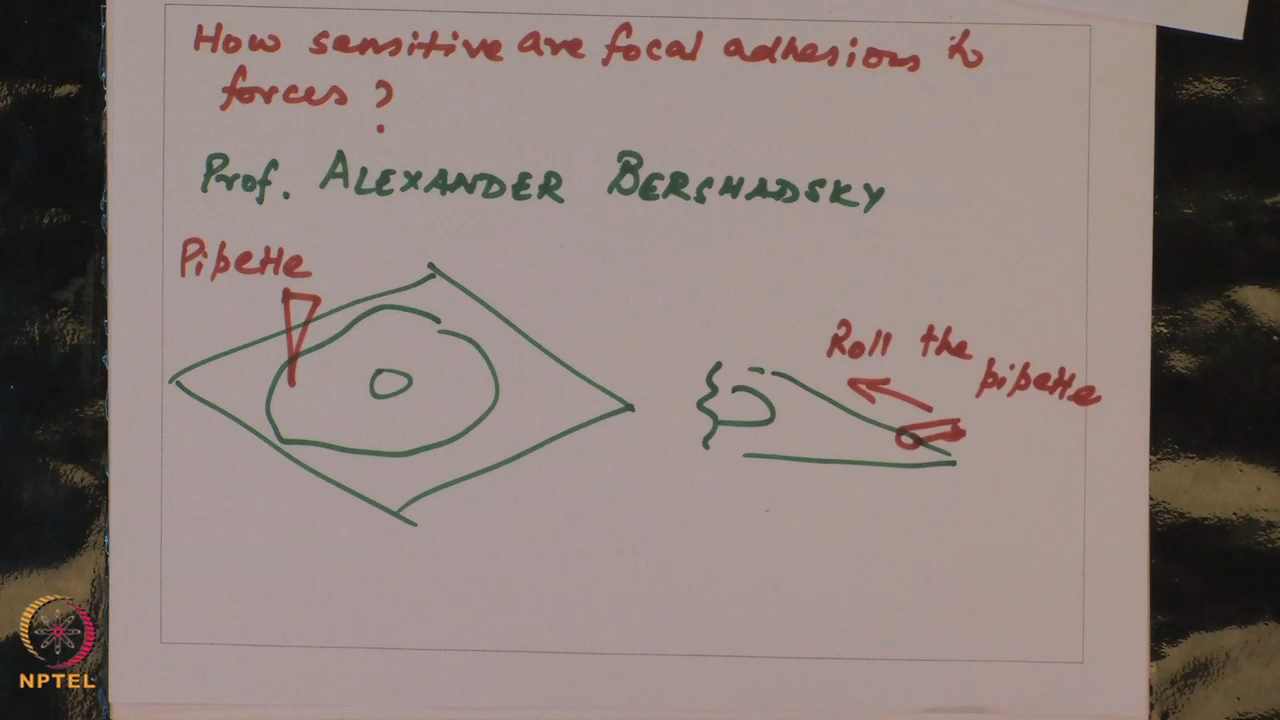 How sensitive are focal adhesions to
forces?
Prof. ALEXANDER BERSHADSKY
Pipette
Roll the
pipette
NPTEL